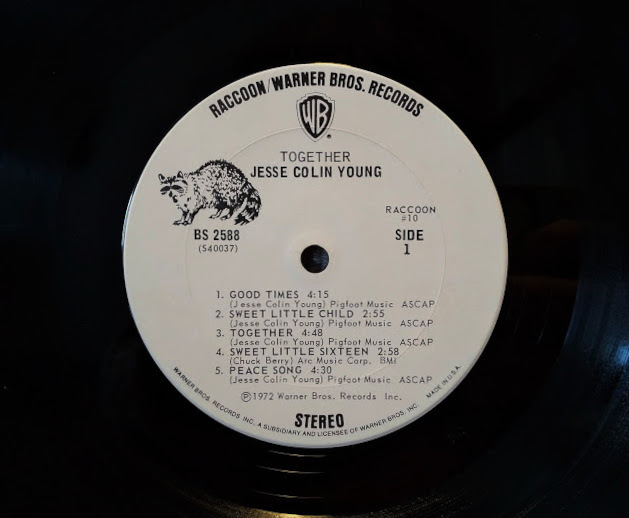 RACCOON/WARNER BROS. RECORDS
WB
®
TOGETHER
JESSE COLIN YOUNG
RACCOON
#10
BS 2588
(S40037)
SIDE
1
1. GOOD TIMES 4:15
(Jesse Colin Young) Pigfoot Music ASCAP
2. SWEET LITTLE CHILD 2:55
(Jesse Colin Young) Pigfoot Music ASCAP
3. TOGETHER 4:48
(Jesse Colin Young) Pigfoot Music ASCAP
4. SWEET LITTLE SIXTEEN 2:58
(Chuck Berry) Arc Music Corp. BMI
5. PEACE SONG 4:30
(Jesse Colin Young) Pigfoot Music ASCAP
℗1972 Warner Bros. Records Inc.
STEREO
WARNER BROS. RECORDS INC., A SUBSIDIARY AND LICENSEE OF WARNER BROS. INC. MADE IN U.S.A.